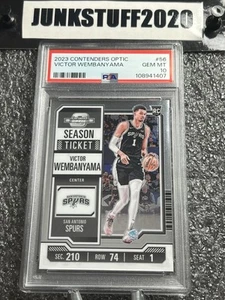 JUNKSTUFF2020
2023 CONTENDERS OPTIC #56
VICTOR WEMBANYAMA GEM MT
10
PSA 108941407
SEASON
TICKET
VICTOR
WEMBANYAMA
CENTER
SPURS
SAN ANTONIO
SPURS
SEC 210 ROW 74 SEAT 1